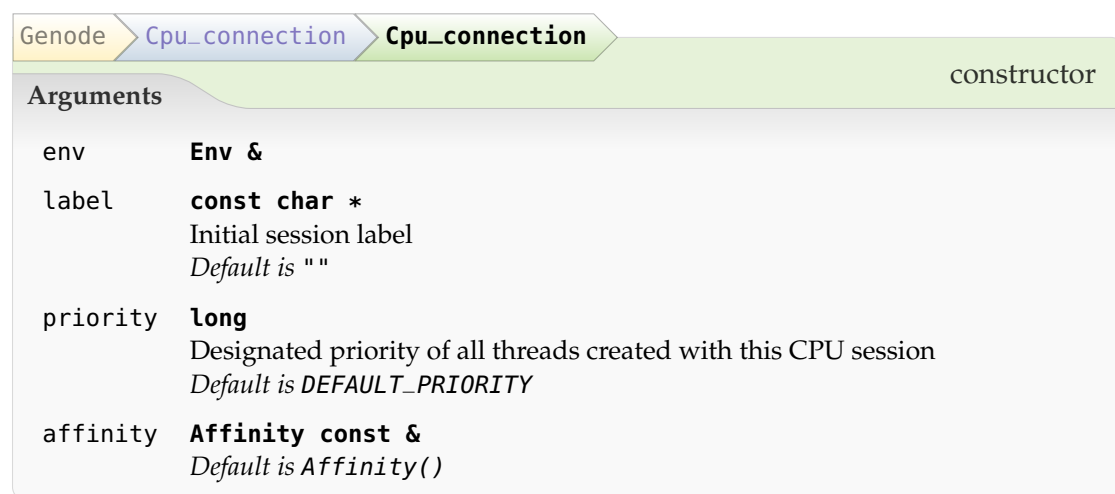 Genode Cpu_connection Cpu_connection
constructor
Arguments
env Env &
label const char *
Initial session label
Default is ""
priority long
Designated priority of all threads created with this CPU session
Default is DEFAULT_PRIORITY
affinity Affinity const &
Default is Affinity()